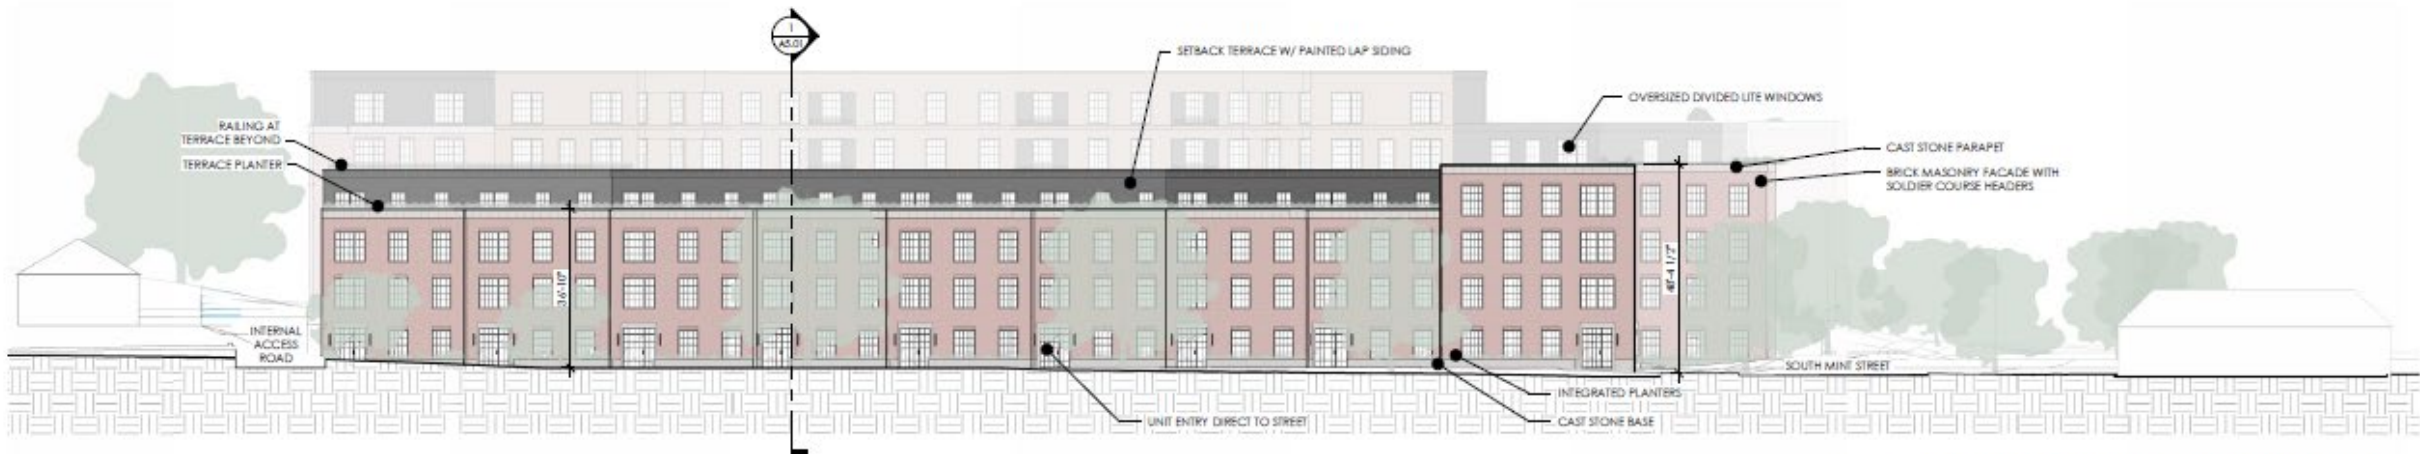 1
A5.01
SETBACK TERRACE W/ PAINTED LAP SIDING
OVERSIZED DIVIDED LITE WINDOWS
RAILING AT
TERRACE BEYOND
TERRACE PLANTER
CAST STONE PARAPET
BRICK MASONRY FACADE WITH
SOLDIER COURSE HEADERS
36'-10"
48'-4 1/2"
INTERNAL
ACCESS
ROAD
SOUTH MINT STREET
INTEGRATED PLANTERS
UNIT ENTRY DIRECT TO STREET
CAST STONE BASE